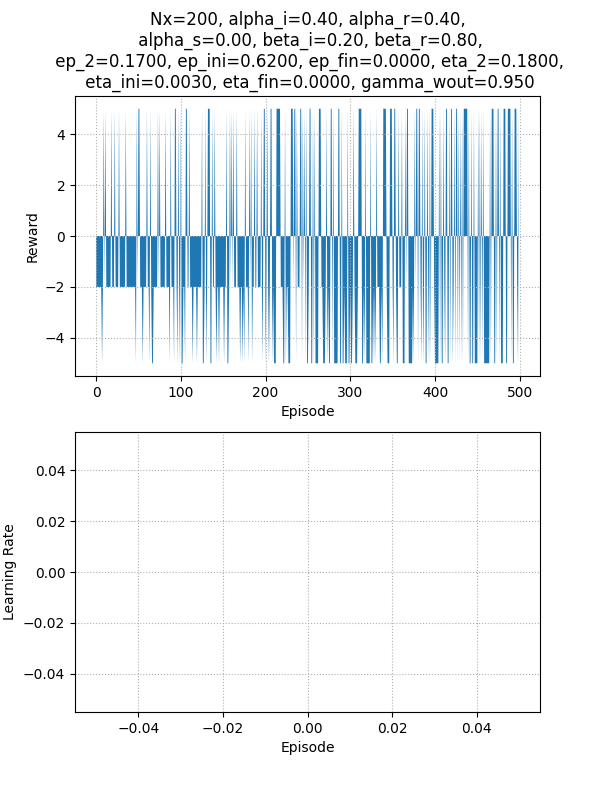 Nx=200, alpha_i=0.40, alpha_r=0.40,
alpha_s=0.00, beta_i=0.20, beta_r=0.80,
ep_2=0.1700, ep_ini=0.6200, ep_fin=0.0000, eta_2=0.1800,
eta_ini=0.0030, eta_fin=0.0000, gamma_wout=0.950
4
2
0
−2
−4
Reward
0 100 200 300 400 500
Episode
0.04
0.02
0.00
−0.02
−0.04
Learning Rate
−0.04 −0.02 0.00 0.02 0.04
Episode